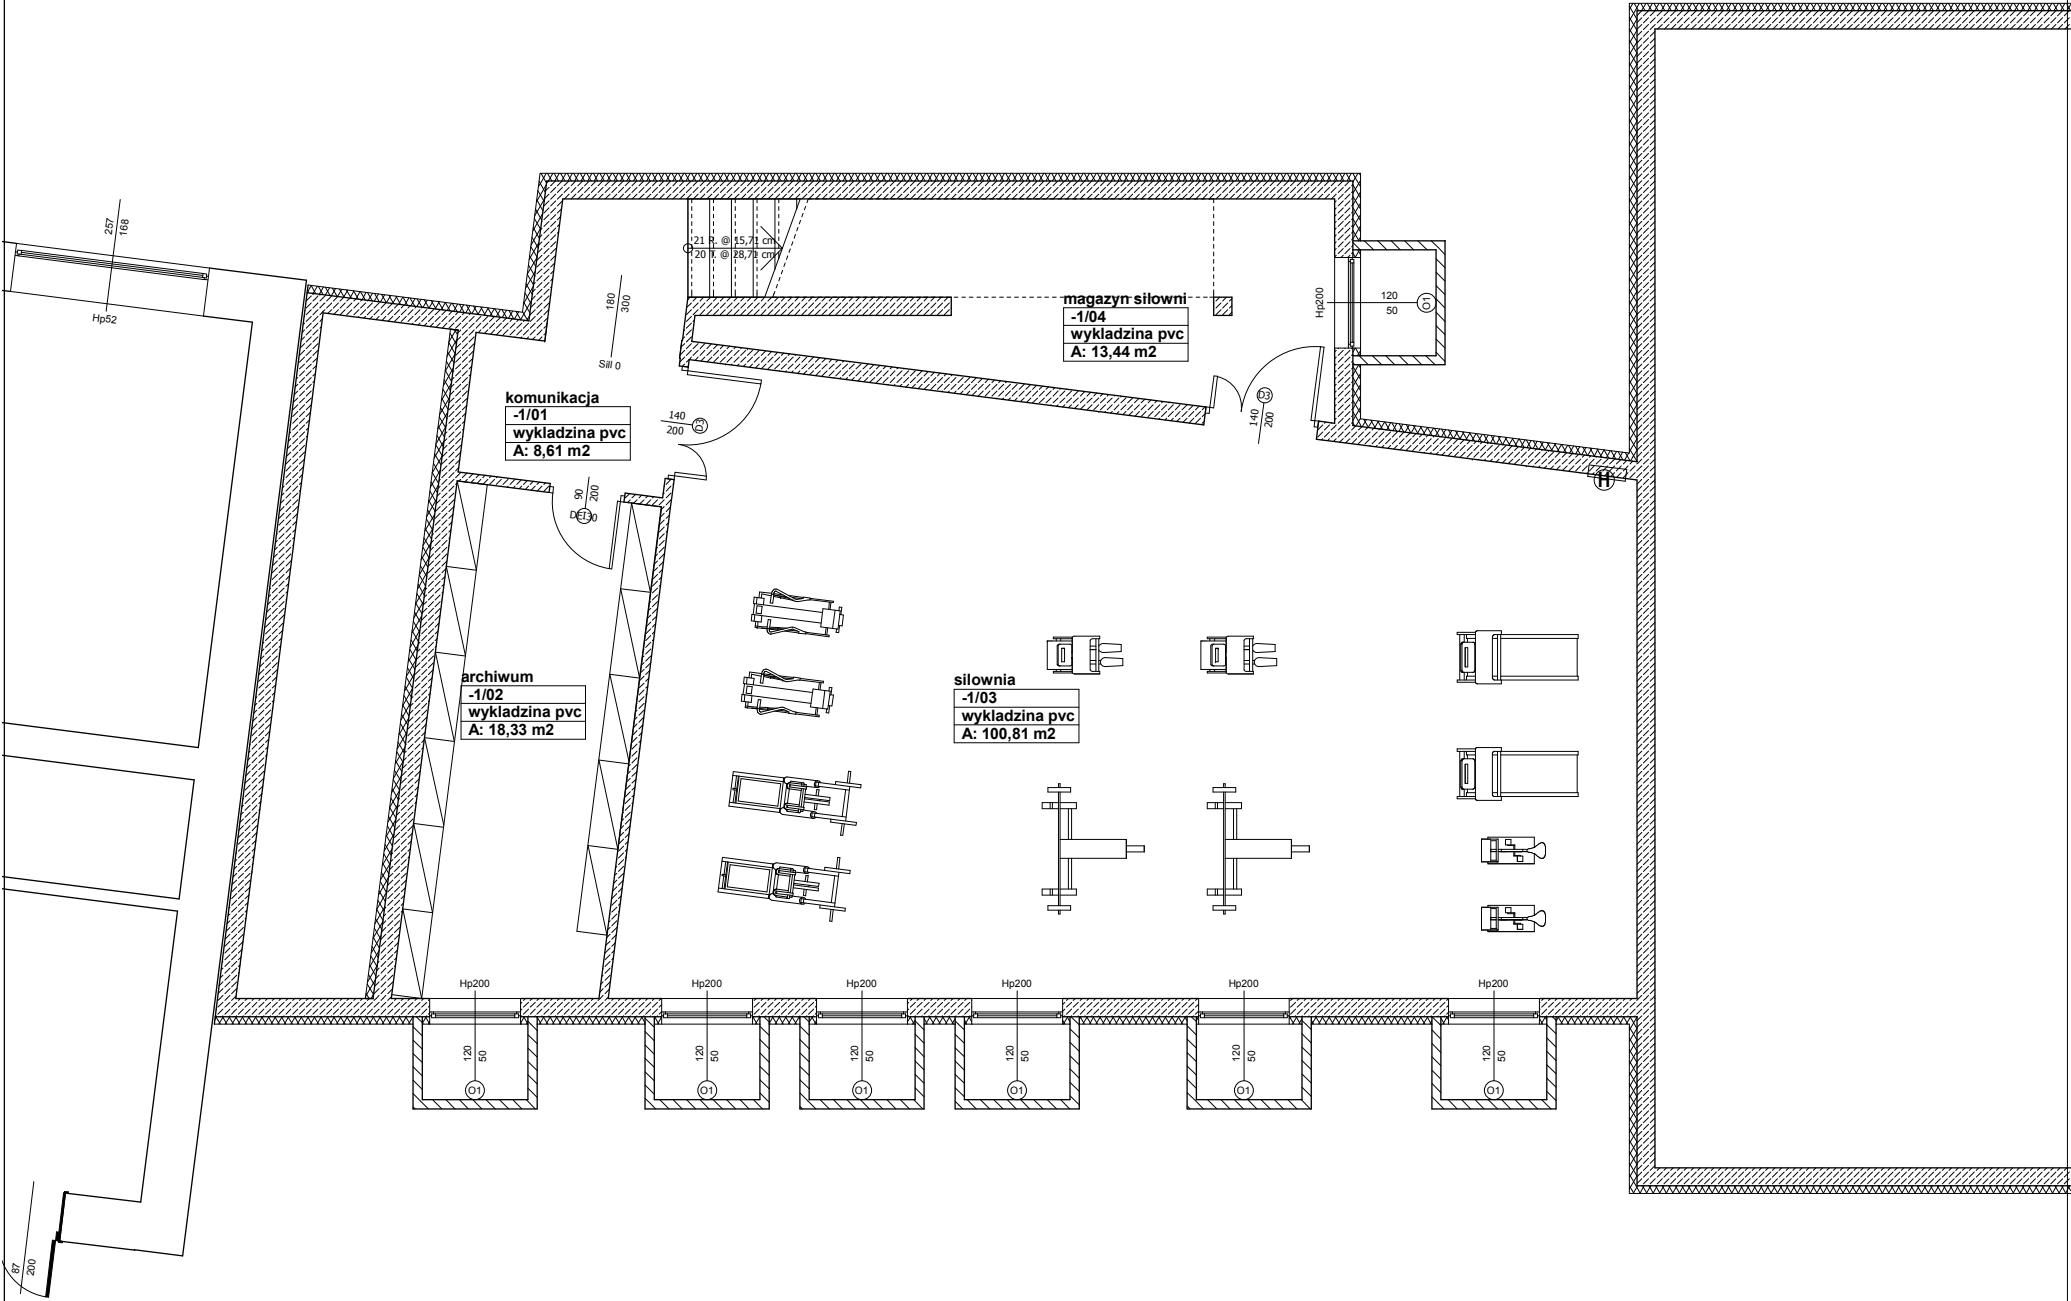 257
168
Hp52
21 R. @ 15,71 cm
20 T. @ 28,71 cm
180
300
Sill 0
magazyn silowni
-1/04
wykladzina pvc
A: 13,44 m2
Hp200
120
50
O1
komunikacja
-1/01
wykladzina pvc
A: 8,61 m2
140
200
D3
140
200
D3
90
200
DEI30
H
archiwum
-1/02
wykladzina pvc
A: 18,33 m2
silownia
-1/03
wykladzina pvc
A: 100,81 m2
Hp200
Hp200
Hp200
Hp200
Hp200
Hp200
120
50
120
50
120
50
120
50
120
50
120
50
O1
O1
O1
O1
O1
O1
87
200